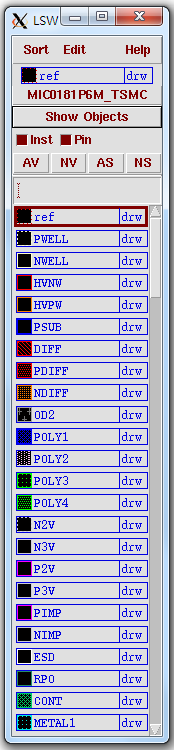 LSW
Sort Edit Help
ref drw
MIC0181P6M_TSMC
Show Objects
Inst Pin
AV NV AS NS
ref drw
PWELL drw
NWELL drw
HVNW drw
HVPW drw
PSUB drw
DIFF drw
PDIFF drw
NDIFF drw
OD2 drw
POLY1 drw
POLY2 drw
POLY3 drw
POLY4 drw
N2V drw
N3V drw
P2V drw
P3V drw
PIMP drw
NIMP drw
ESD drw
RPO drw
CONT drw
METAL1 drw